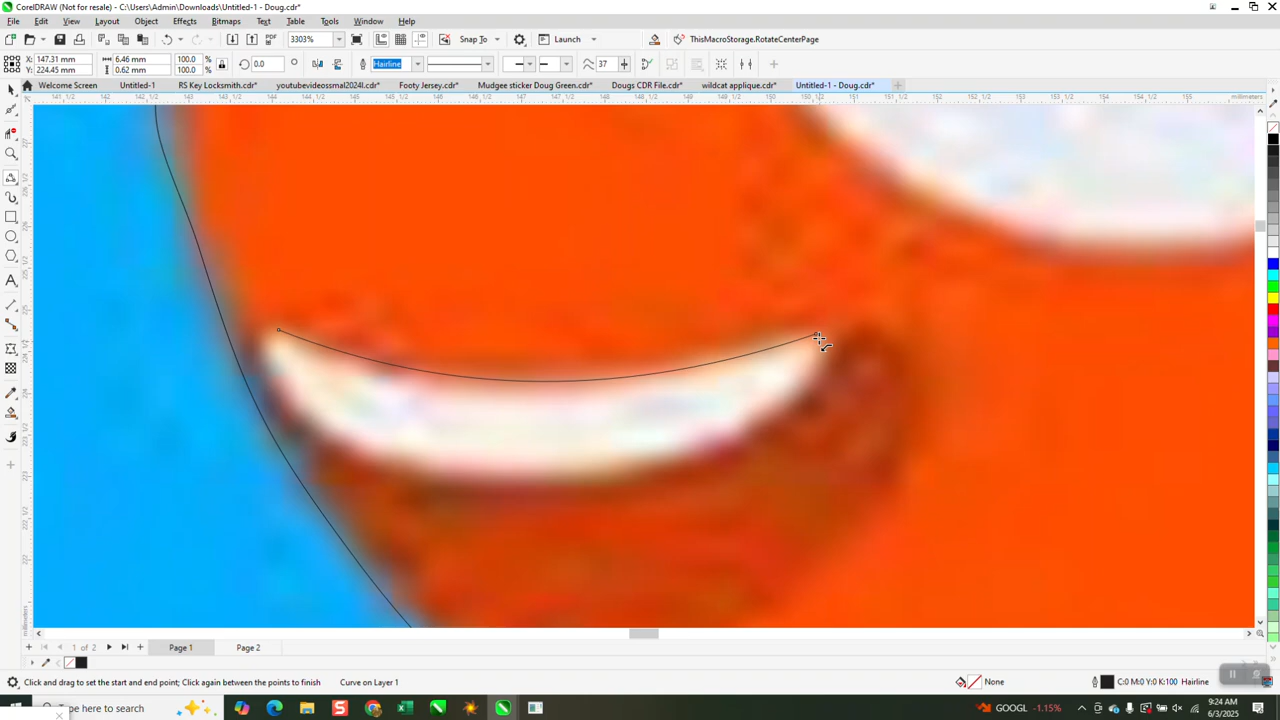 CorelDRAW (Not for resale) - C:\Users\Admin\Downloads\Untitled-1 - Doug.cdr*
File Edit View Layout Object Effects Bitmaps Text Table Tools Window Help
3303% Snap To Launch ThisMacroStorage.RotateCenterPage
X: 147.31 mm 6.46 mm 100.0 % 0.0 ° Hairline 37
Y: 224.45 mm 0.62 mm 100.0 %
Welcome Screen Untitled-1 RS Key Locksmith.cdr* youtubevideossmal2024I.cdr* Footy Jersey.cdr* Mudgee sticker Doug Green.cdr* Dougs CDR File.cdr* wildcat applique.cdr* Untitled-1 - Doug.cdr*
millimeters
1 of 2 Page 1 Page 2
Click and drag to set the start and end point; Click again between the points to finish Curve on Layer 1 None C:0 M:0 Y:0 K:100 Hairline
ype here to search GOOGL -1.15% 9:24 AM
6/3/2025